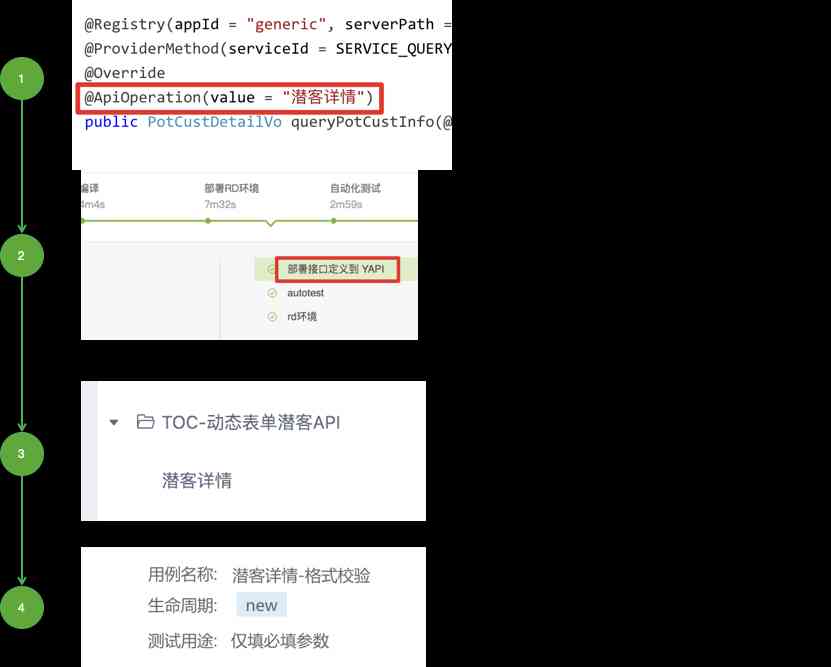 @Registry(appId = "generic", serverPath =
1
@ProviderMethod(serviceId = SERVICE_QUERY
@Override
@ApiOperation(value = "潜客详情")
public PotCustDetailVo queryPotCustInfo(@
编译 部署RD环境 自动化测试
4m4s 7m32s 2m59s
2
部署接口定义到 YAPI
autotest
rd环境
TOC-动态表单潜客API
3
潜客详情
用例名称: 潜客详情-格式校验
4
生命周期: new
测试用途: 仅填必填参数